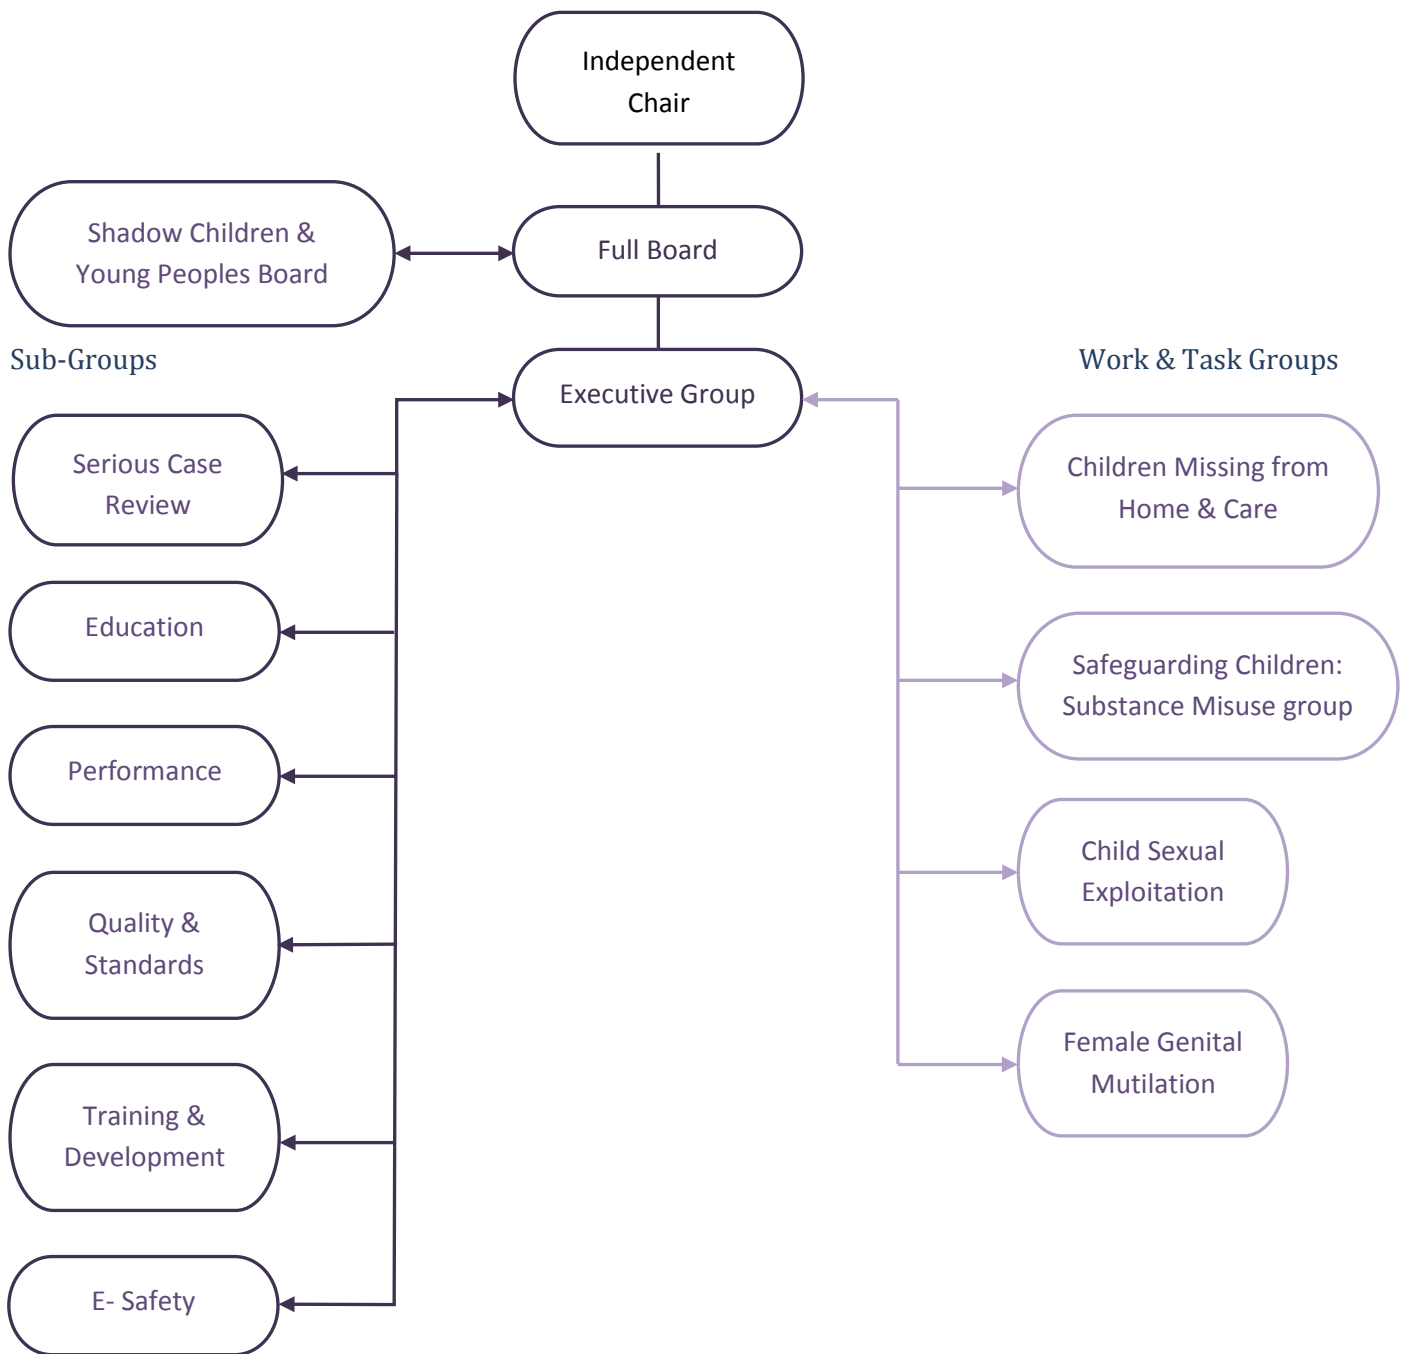 Independent
Chair
Shadow Children &
Young Peoples Board
Full Board
Sub-Groups
Executive Group
Work & Task Groups
Serious Case
Review
Education
Performance
Quality &
Standards
Training &
Development
E- Safety
Children Missing from
Home & Care
Safeguarding Children:
Substance Misuse group
Child Sexual
Exploitation
Female Genital
Mutilation